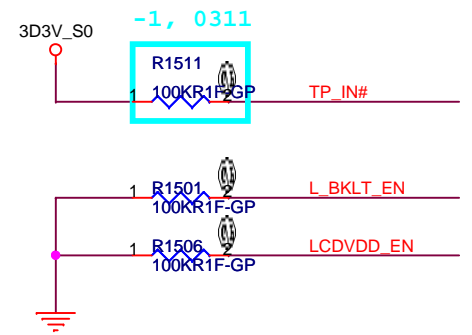 -1, 0311
3D3V_S0
R1511
1 2
100KR1F-GP
TP_IN#
R1501
1 2
100KR1F-GP
L_BKLT_EN
R1506
1 2
100KR1F-GP
LCDVDD_EN